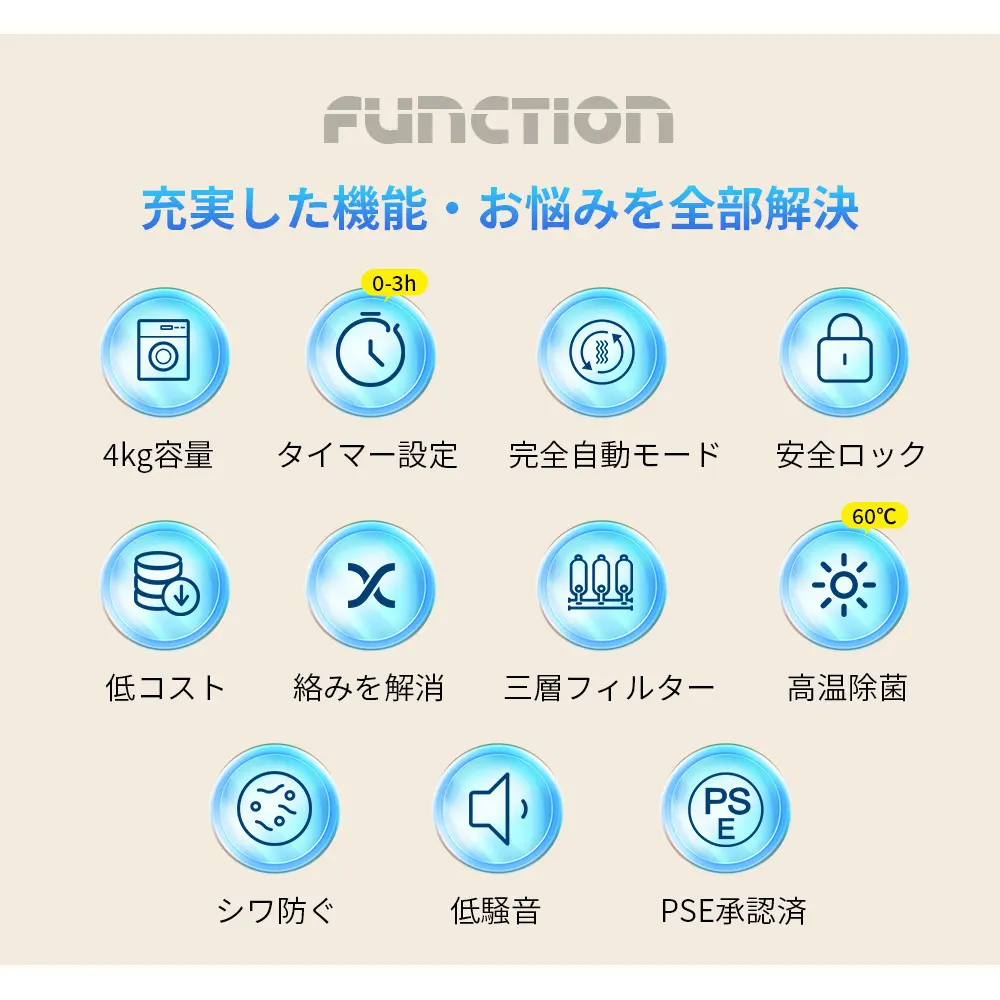 FUNCTION
充実した機能・お悩みを全部解決
0-3h
4kg容量
タイマー設定
完全自動モード
安全ロック
60℃
低コスト
絡みを解消
三層フィルター
高温除菌
PS
E
シワ防ぐ
低騒音
PSE承認済